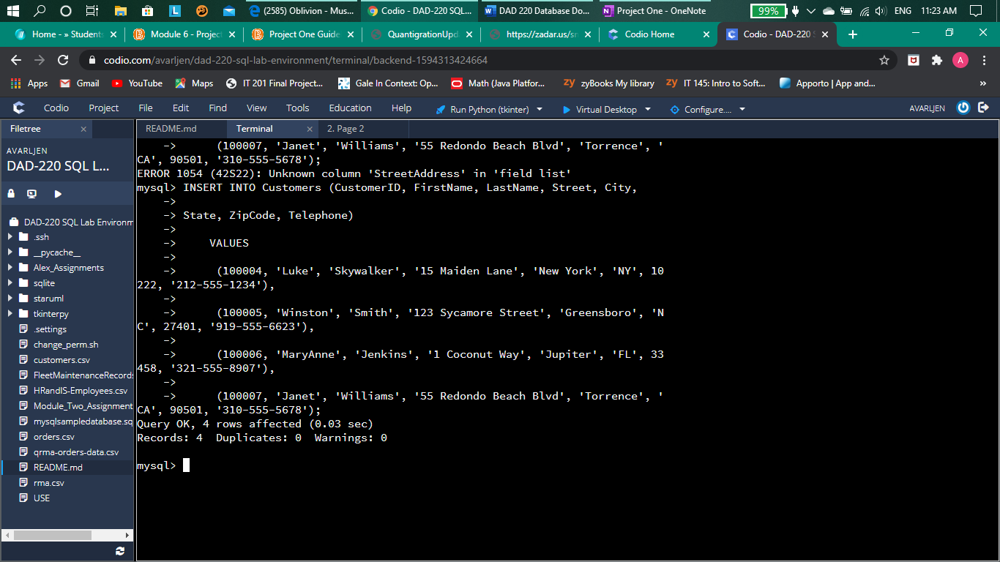 (2585) Oblivion - Mus...
Codio - DAD-220 SQL...
DAD 220 Database Do...
Project One - OneNote
99%
ENG
11:23 AM
Home - » Student:
Module 6 - Project
Project One Guide
QuantigrationUpd
https://zadar.us/sn
Codio Home
Codio - DAD-220 S
codio.com/avarljen/dad-220-sql-lab-environment/terminal/backend-1594313424664
A
Apps
Gmail
YouTube
Maps
IT 201 Final Project...
Gale In Context: Op...
Math (Java Platfor...
zyBooks My library
IT 145: Intro to Soft...
Apporto | App and...
»
Codio
Project
File
Edit
Find
View
Tools
Education
Help
Run Python (tkinter)
Virtual Desktop
Configure....
AVARLJEN
Filetree
README.md
Terminal
2. Page 2
AVARLJEN
DAD-220 SQL L...
DAD-220 SQL Lab Environm
.ssh
__pycache__
Alex_Assignments
sqlite
staruml
tkinterpy
.settings
change_perm.sh
customers.csv
FleetMaintenanceRecords
HRandIS-Employees.csv
Module_Two_Assignment
mysqlsampledatabase.sq
orders.csv
qrma-orders-data.csv
README.md
rma.csv
USE
->      (100007, 'Janet', 'Williams', '55 Redondo Beach Blvd', 'Torrence', '
CA', 90501, '310-555-5678');
ERROR 1054 (42S22): Unknown column 'StreetAddress' in 'field list'
mysql> INSERT INTO Customers (CustomerID, FirstName, LastName, Street, City,
->
-> State, ZipCode, Telephone)
->
->     VALUES
->
->      (100004, 'Luke', 'Skywalker', '15 Maiden Lane', 'New York', 'NY', 10
222, '212-555-1234'),
->
->      (100005, 'Winston', 'Smith', '123 Sycamore Street', 'Greensboro', 'N
C', 27401, '919-555-6623'),
->
->      (100006, 'MaryAnne', 'Jenkins', '1 Coconut Way', 'Jupiter', 'FL', 33
458, '321-555-8907'),
->
->      (100007, 'Janet', 'Williams', '55 Redondo Beach Blvd', 'Torrence', '
CA', 90501, '310-555-5678');
Query OK, 4 rows affected (0.03 sec)
Records: 4  Duplicates: 0  Warnings: 0
mysql>